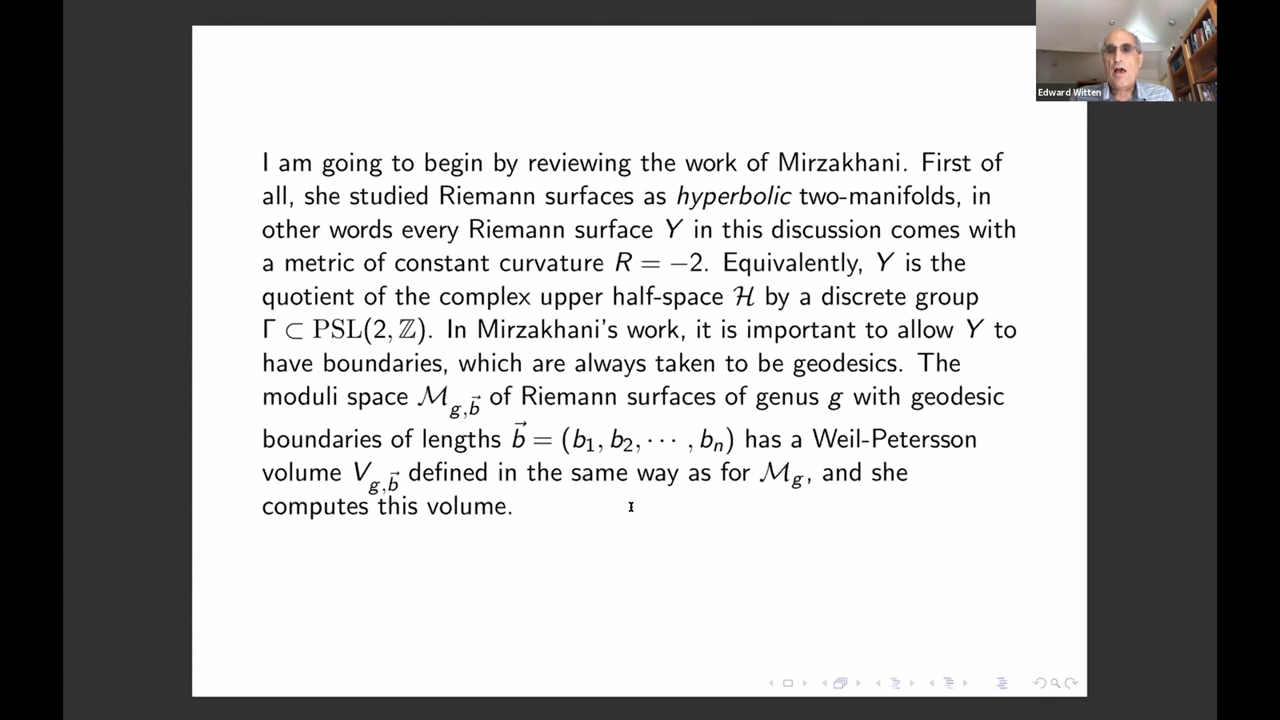 Edward Witten
I am going to begin by reviewing the work of Mirzakhani. First of
all, she studied Riemann surfaces as hyperbolic two-manifolds, in
other words every Riemann surface Y in this discussion comes with
a metric of constant curvature R = −2. Equivalently, Y is the
quotient of the complex upper half-space ℋ by a discrete group
Γ ⊂ PSL(2, ℤ). In Mirzakhani's work, it is important to allow Y to
have boundaries, which are always taken to be geodesics. The
moduli space ℳ_{g,\vec{b}} of Riemann surfaces of genus g with geodesic
boundaries of lengths \vec{b} = (b₁, b₂, ⋯ , bₙ) has a Weil-Petersson
volume V_{g,\vec{b}} defined in the same way as for ℳ_g, and she
computes this volume.